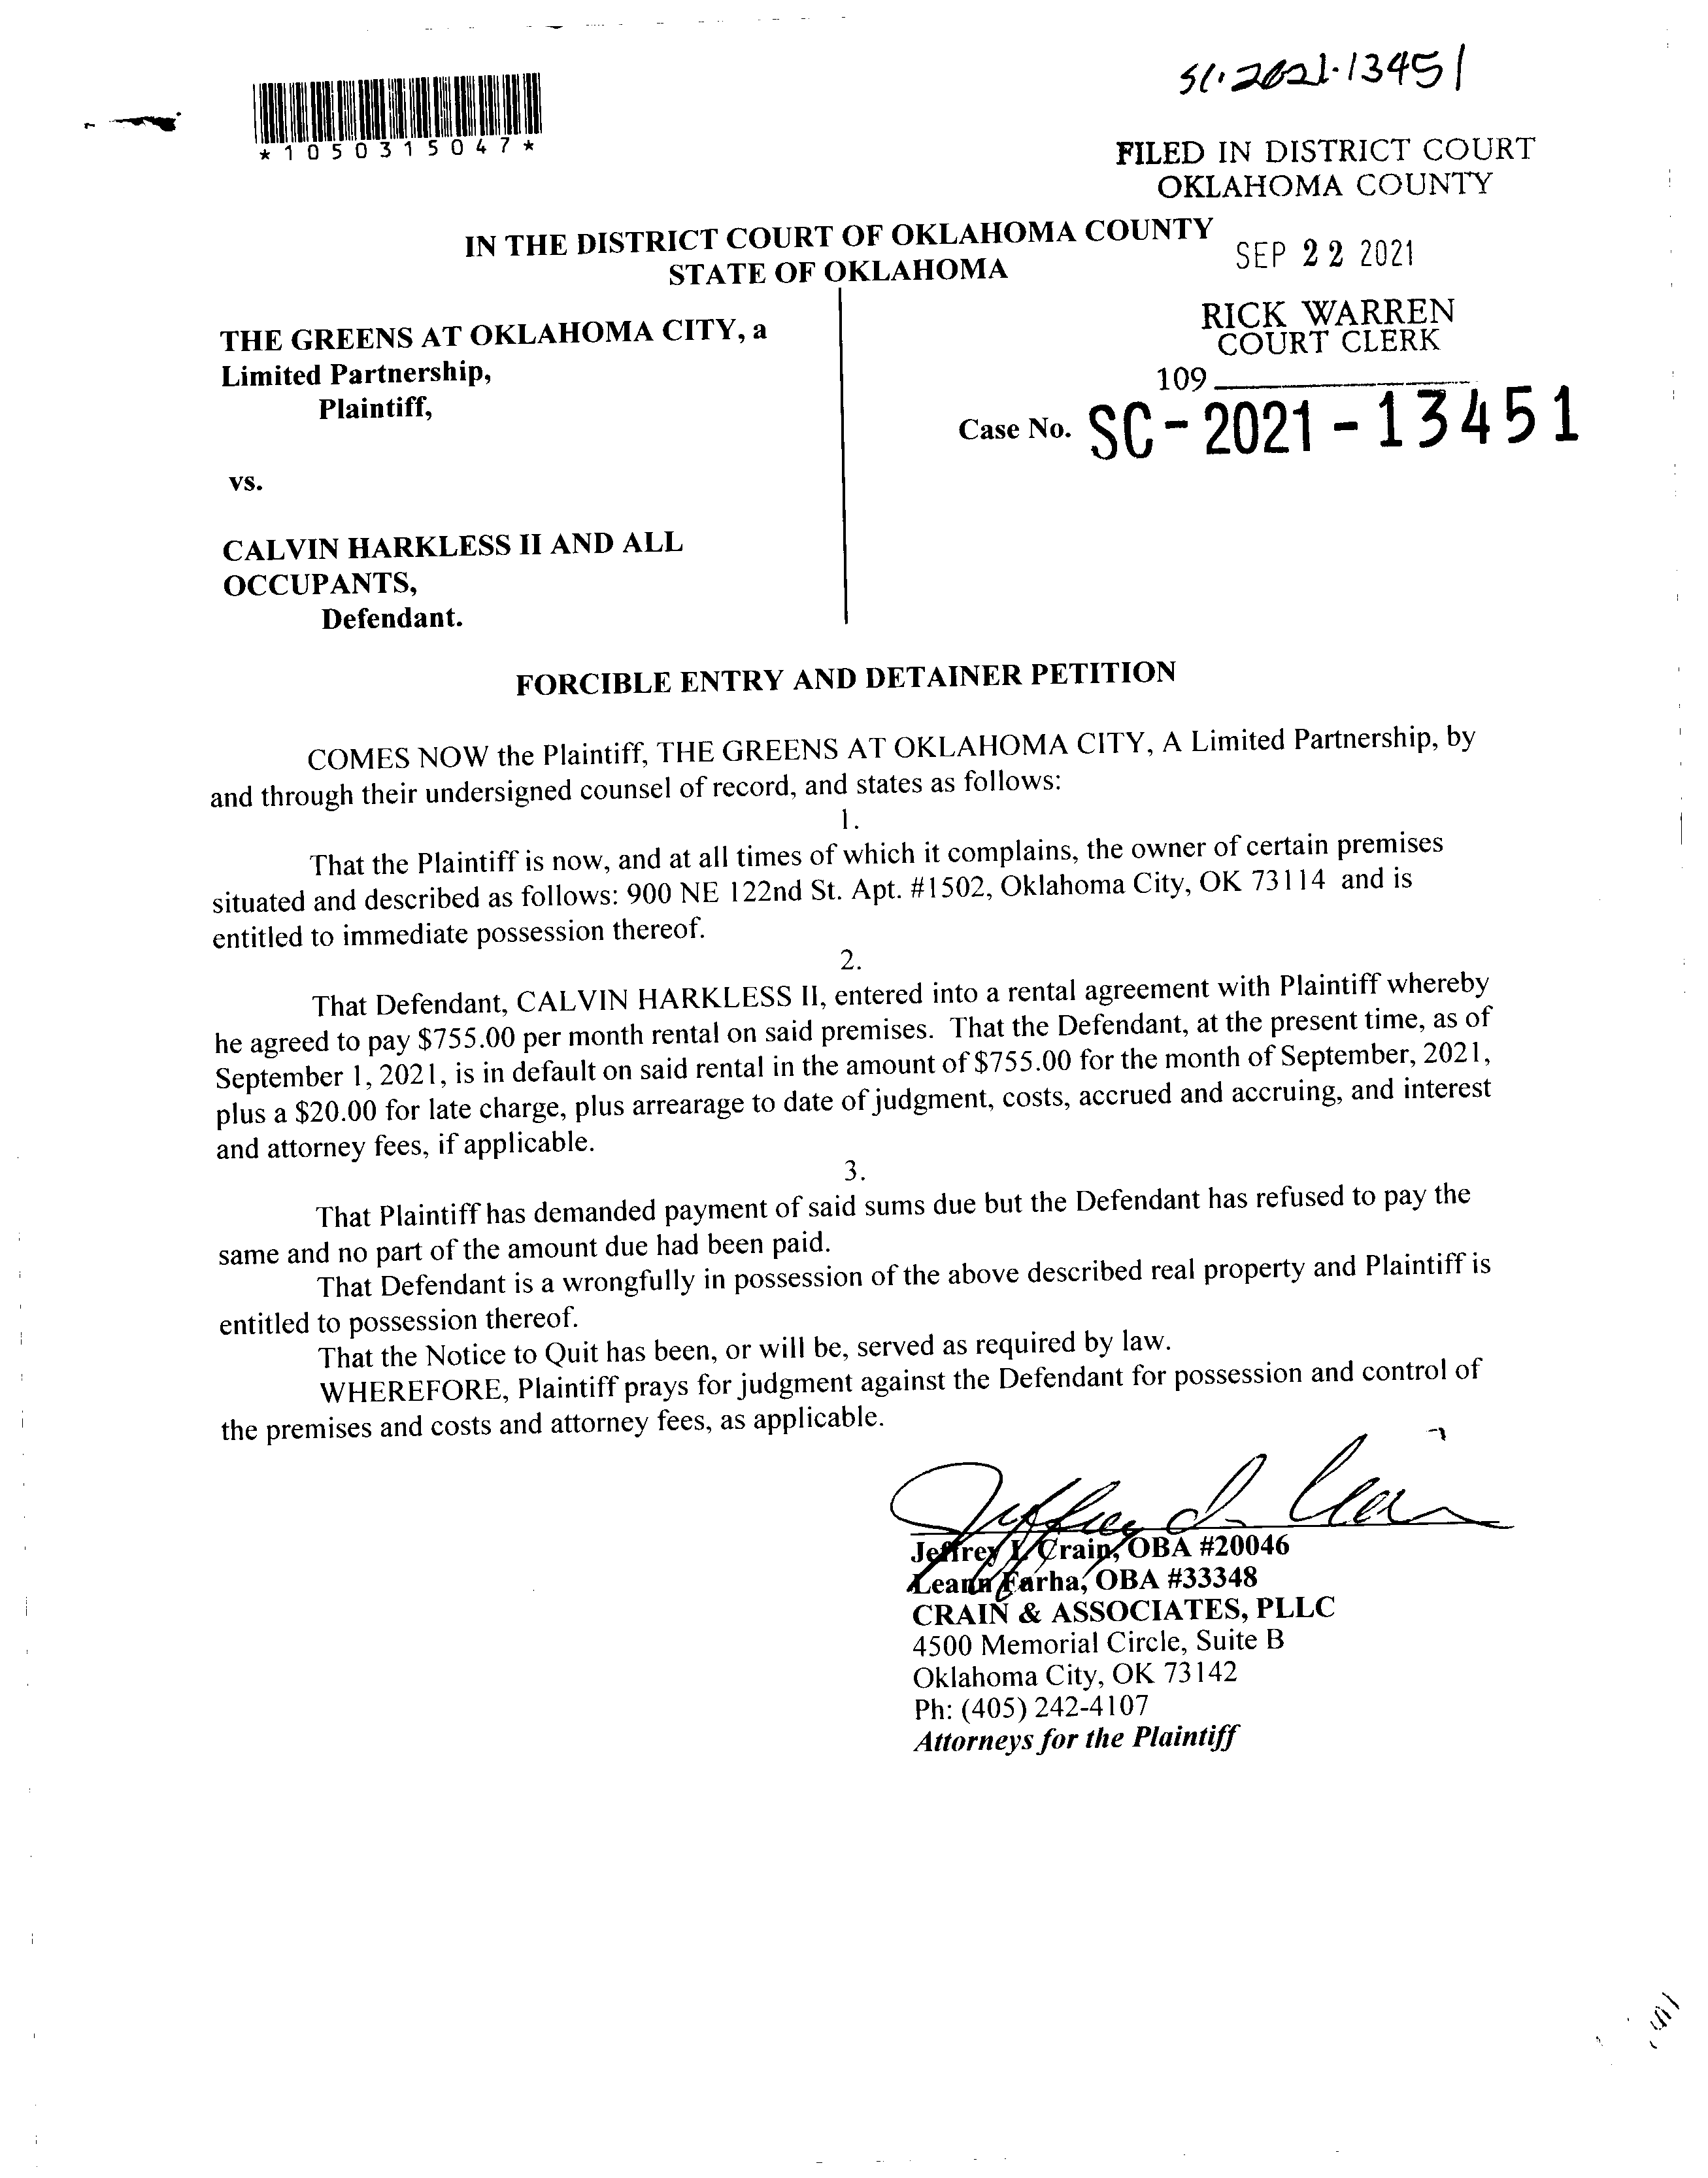 SC.2021.13451
*1050315047*
FILED IN DISTRICT COURT
OKLAHOMA COUNTY
IN THE DISTRICT COURT OF OKLAHOMA COUNTY
STATE OF OKLAHOMA
SEP 22 2021
RICK WARREN
COURT CLERK
109
THE GREENS AT OKLAHOMA CITY, a
Limited Partnership,
Plaintiff,
Case No. SC-2021-13451
vs.
CALVIN HARKLESS II AND ALL
OCCUPANTS,
Defendant.
FORCIBLE ENTRY AND DETAINER PETITION
COMES NOW the Plaintiff, THE GREENS AT OKLAHOMA CITY, A Limited Partnership, by
and through their undersigned counsel of record, and states as follows:
1.
That the Plaintiff is now, and at all times of which it complains, the owner of certain premises
situated and described as follows: 900 NE 122nd St. Apt. #1502, Oklahoma City, OK 73114 and is
entitled to immediate possession thereof.
2.
That Defendant, CALVIN HARKLESS II, entered into a rental agreement with Plaintiff whereby
he agreed to pay $755.00 per month rental on said premises. That the Defendant, at the present time, as of
September 1, 2021, is in default on said rental in the amount of $755.00 for the month of September, 2021,
plus a $20.00 for late charge, plus arrearage to date of judgment, costs, accrued and accruing, and interest
and attorney fees, if applicable.
3.
That Plaintiff has demanded payment of said sums due but the Defendant has refused to pay the
same and no part of the amount due had been paid.
That Defendant is a wrongfully in possession of the above described real property and Plaintiff is
entitled to possession thereof.
That the Notice to Quit has been, or will be, served as required by law.
WHEREFORE, Plaintiff prays for judgment against the Defendant for possession and control of
the premises and costs and attorney fees, as applicable.
Jeffrey I. Crain, OBA #20046
Leann Farha, OBA #33348
CRAIN & ASSOCIATES, PLLC
4500 Memorial Circle, Suite B
Oklahoma City, OK 73142
Ph: (405) 242-4107
Attorneys for the Plaintiff